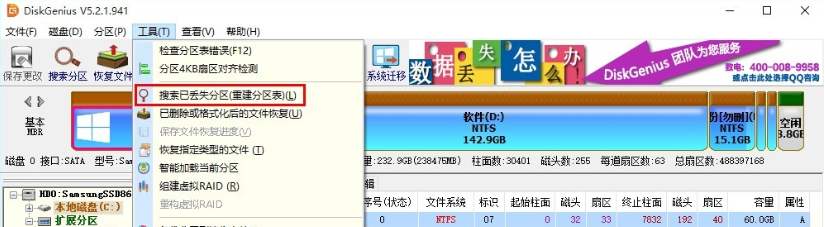 DiskGenius V5.2.1.941
文件(F) 磁盘(D) 分区(P) 工具(T) 查看(V) 帮助(H)
保存更改 搜索分区 恢复文件 系统迁移
数据丢失怎么办!
DiskGenius 团队为您服务
致电: 400-008-9958
或点击此处选择QQ咨询
检查分区表错误(F12)
分区4KB扇区对齐检测
搜索已丢失分区(重建分区表)(L)
已删除或格式化后的文件恢复(U)
保存文件恢复进度(V)
恢复指定类型的文件 (T)
智能加载当前分区
组建虚拟RAID (R)
重构虚拟RAID
基本
MBR
软件(D:)
NTFS
142.9GB
份[勿删](
NTFS
15.1GB
空闲
3.8GB
磁盘 0 接口:SATA 型号:Sam
量:232.9GB(238475MB) 柱面数:30401 磁头数:255 每道扇区数:63 总扇区数:488397168
HD0:SamsungSSD86
本地磁盘(C:)
扩展分区
辑
序号(状态) 文件系统 标识 起始柱面 磁头 扇区 终止柱面 磁头 扇区 容量 属性
0 NTFS 07 0 32 33 7832 192 40 60.0GB A